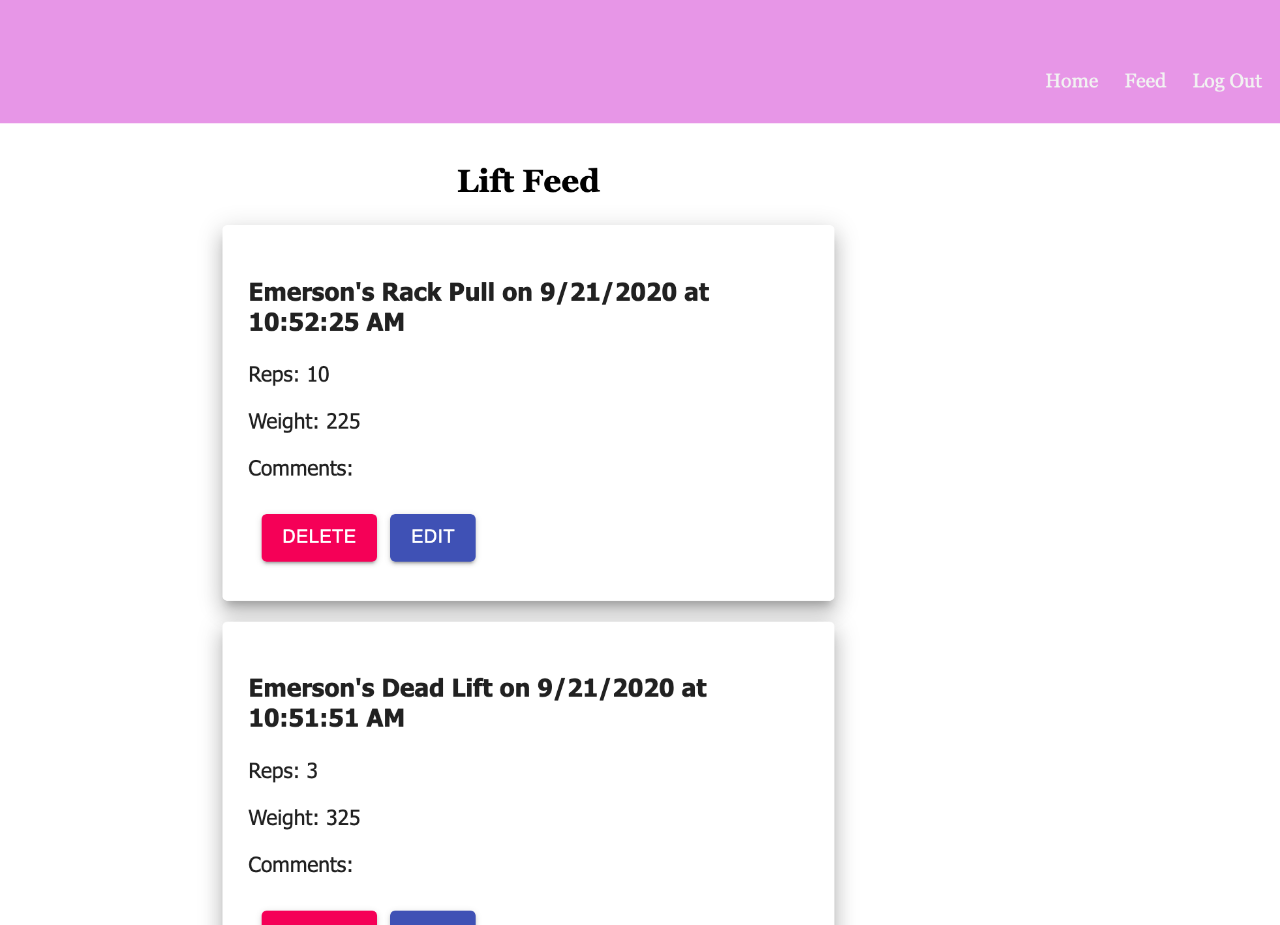 Home Feed Log Out
Lift Feed
Emerson's Rack Pull on 9/21/2020 at
10:52:25 AM
Reps: 10
Weight: 225
Comments:
DELETE EDIT
Emerson's Dead Lift on 9/21/2020 at
10:51:51 AM
Reps: 3
Weight: 325
Comments: